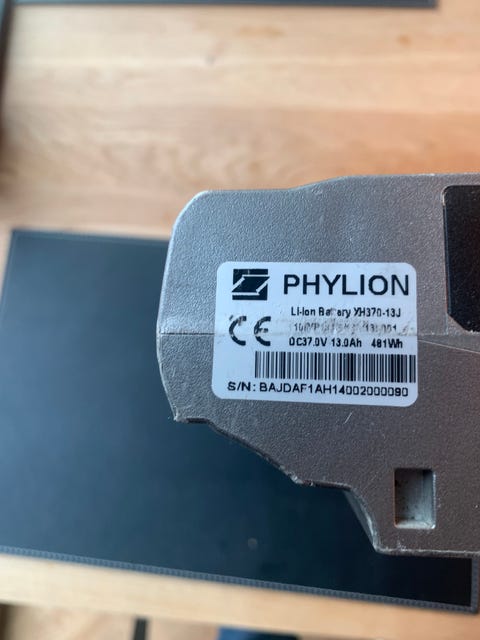 PHYLION
Li-ion Battery XH370-13J
CE
DC37.0V 13.0Ah 481Wh
S/N: BAJDAF1AH14002000090